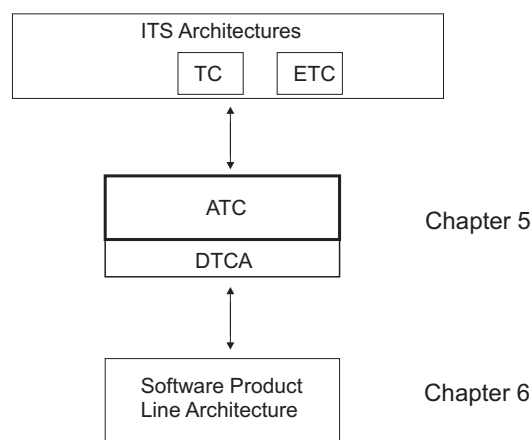 ITS Architectures
TC ETC
ATC
Chapter 5
DTCA
Software Product
Line Architecture
Chapter 6